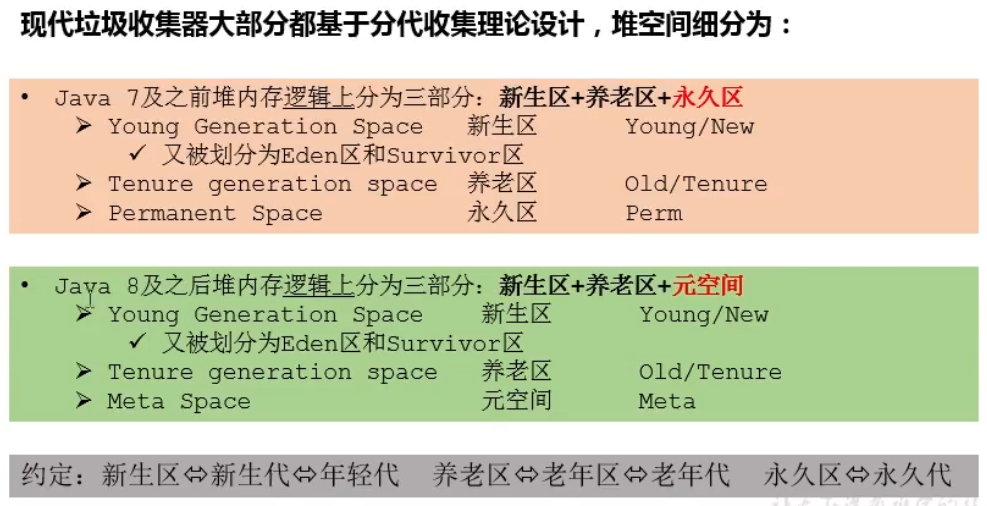 现代垃圾收集器大部分都基于分代收集理论设计，堆空间细分为：
• Java 7及之前堆内存逻辑上分为三部分：新生区+养老区+永久区
➢ Young Generation Space 新生区 Young/New
✓ 又被划分为Eden区和Survivor区
➢ Tenure generation space 养老区 Old/Tenure
➢ Permanent Space 永久区 Perm
• Java 8及之后堆内存逻辑上分为三部分：新生区+养老区+元空间
➢ Young Generation Space 新生区 Young/New
✓ 又被划分为Eden区和Survivor区
➢ Tenure generation space 养老区 Old/Tenure
➢ Meta Space 元空间 Meta
约定：新生区⇔新生代⇔年轻代 养老区⇔老年区⇔老年代 永久区⇔永久代